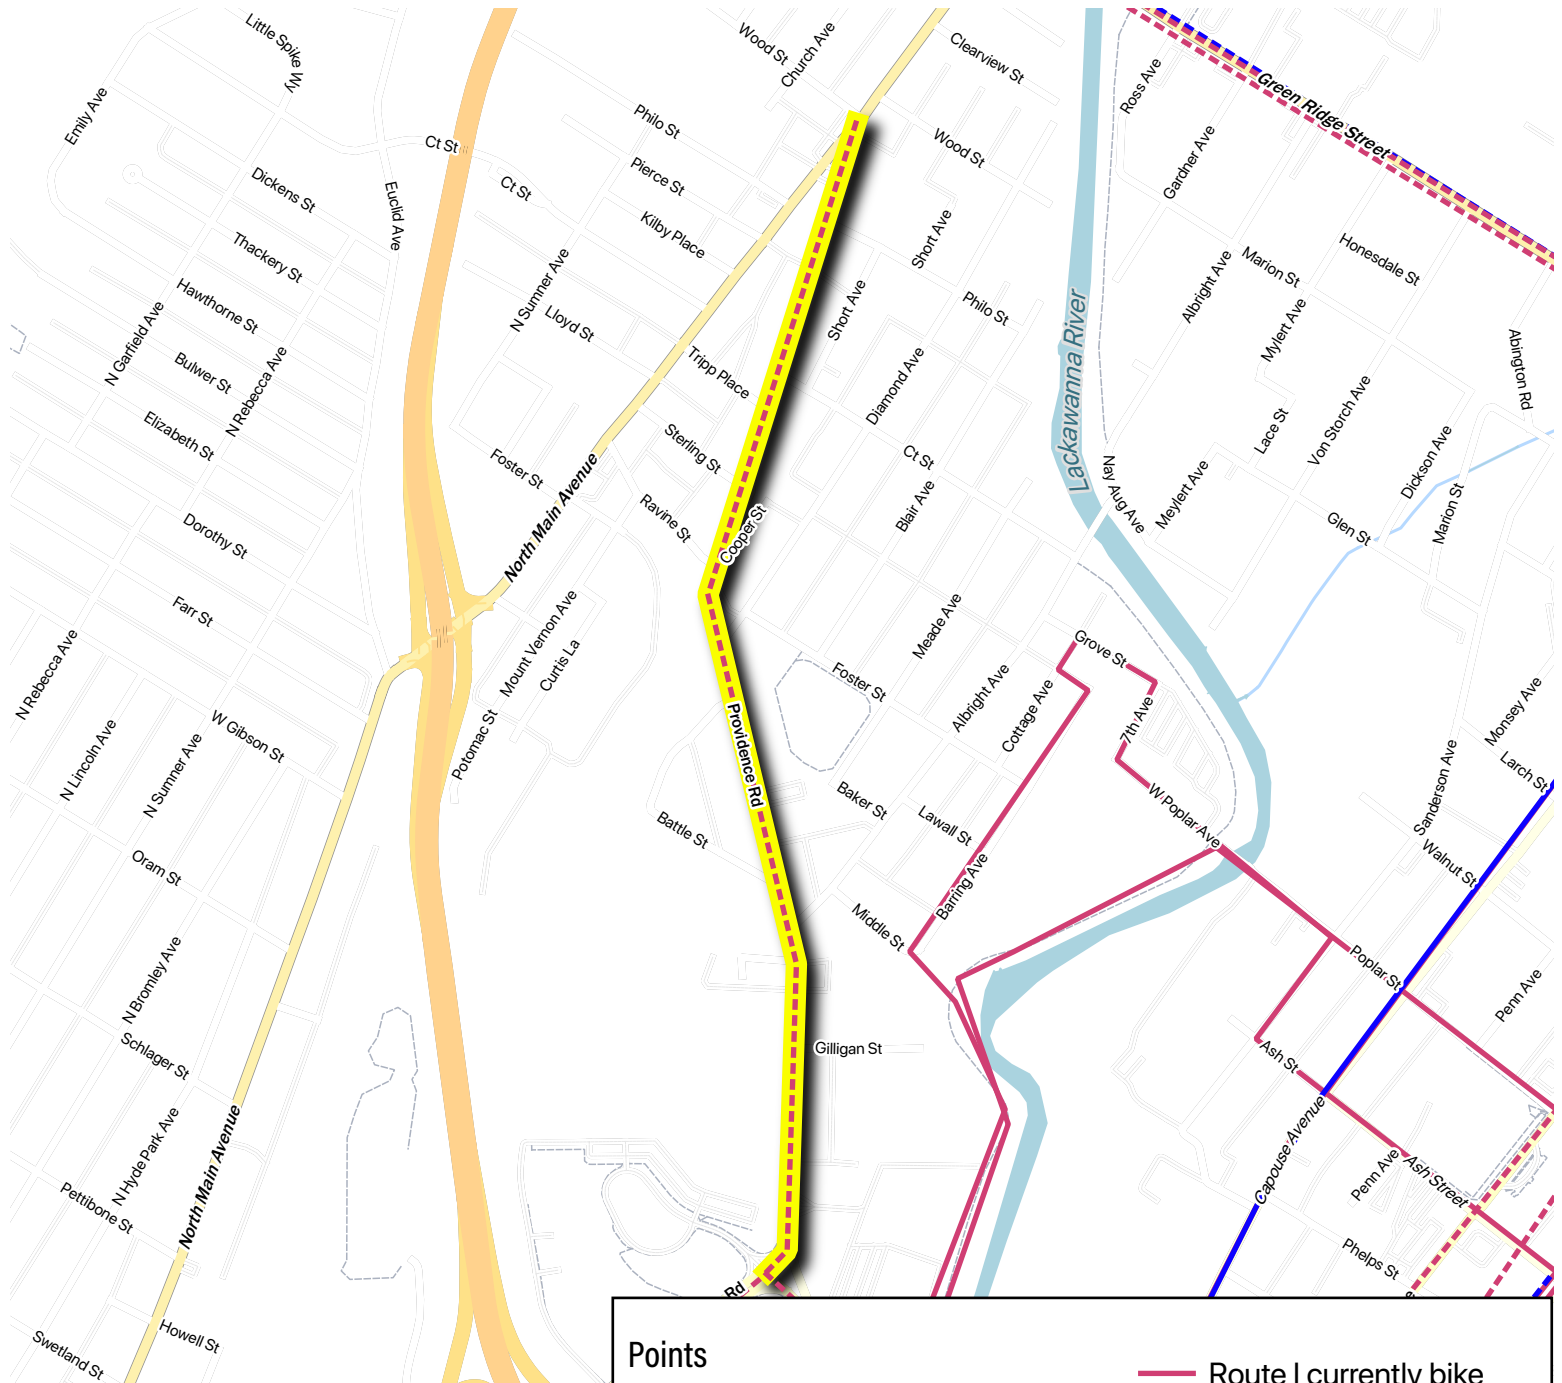 Little Spike Wy
Wood St
Church Ave
Clearview St
Ross Ave
Green Ridge Street
Emily Ave
Philo St
Ct St
Wood St
Gardner Ave
Pierce St
Dickens St
Euclid Ave
Ct St
Kilby Place
Short Ave
Thackery St
N Sumner Ave
Marion St
Honesdale St
Albright Ave
Hawthorne St
N Garfield Ave
Lloyd St
Short Ave
Philo St
Lackawanna River
Mylert Ave
Abington Rd
Bulwer St
N Rebecca Ave
Tripp Place
Diamond Ave
Von Storch Ave
Elizabeth St
Sterling St
Lace St
Foster St
North Main Avenue
Ct St
Dickson Ave
Nay Aug Ave
Meylert Ave
Marion St
Dorothy St
Ravine St
Cooper St
Blair Ave
Glen St
Farr St
Mount Vernon Ave
Curtis La
Meade Ave
N Rebecca Ave
Grove St
Foster St
Albright Ave
Cottage Ave
7th Ave
Monsey Ave
W Gibson St
N Lincoln Ave
N Sumner Ave
Potomac St
Providence Rd
Larch St
Sanderson Ave
Baker St
Lawall St
W Poplar Ave
Battle St
Walnut St
Oram St
Barring Ave
Middle St
Poplar St
Penn Ave
N Bromley Ave
Schlager St
Gilligan St
Ash St
N Hyde Park Ave
North Main Avenue
Capouse Avenue
Penn Ave
Ash Street
Pettibone St
Phelps St
Rd
e
Howell St
Swetland St
Points
Route I currently bike